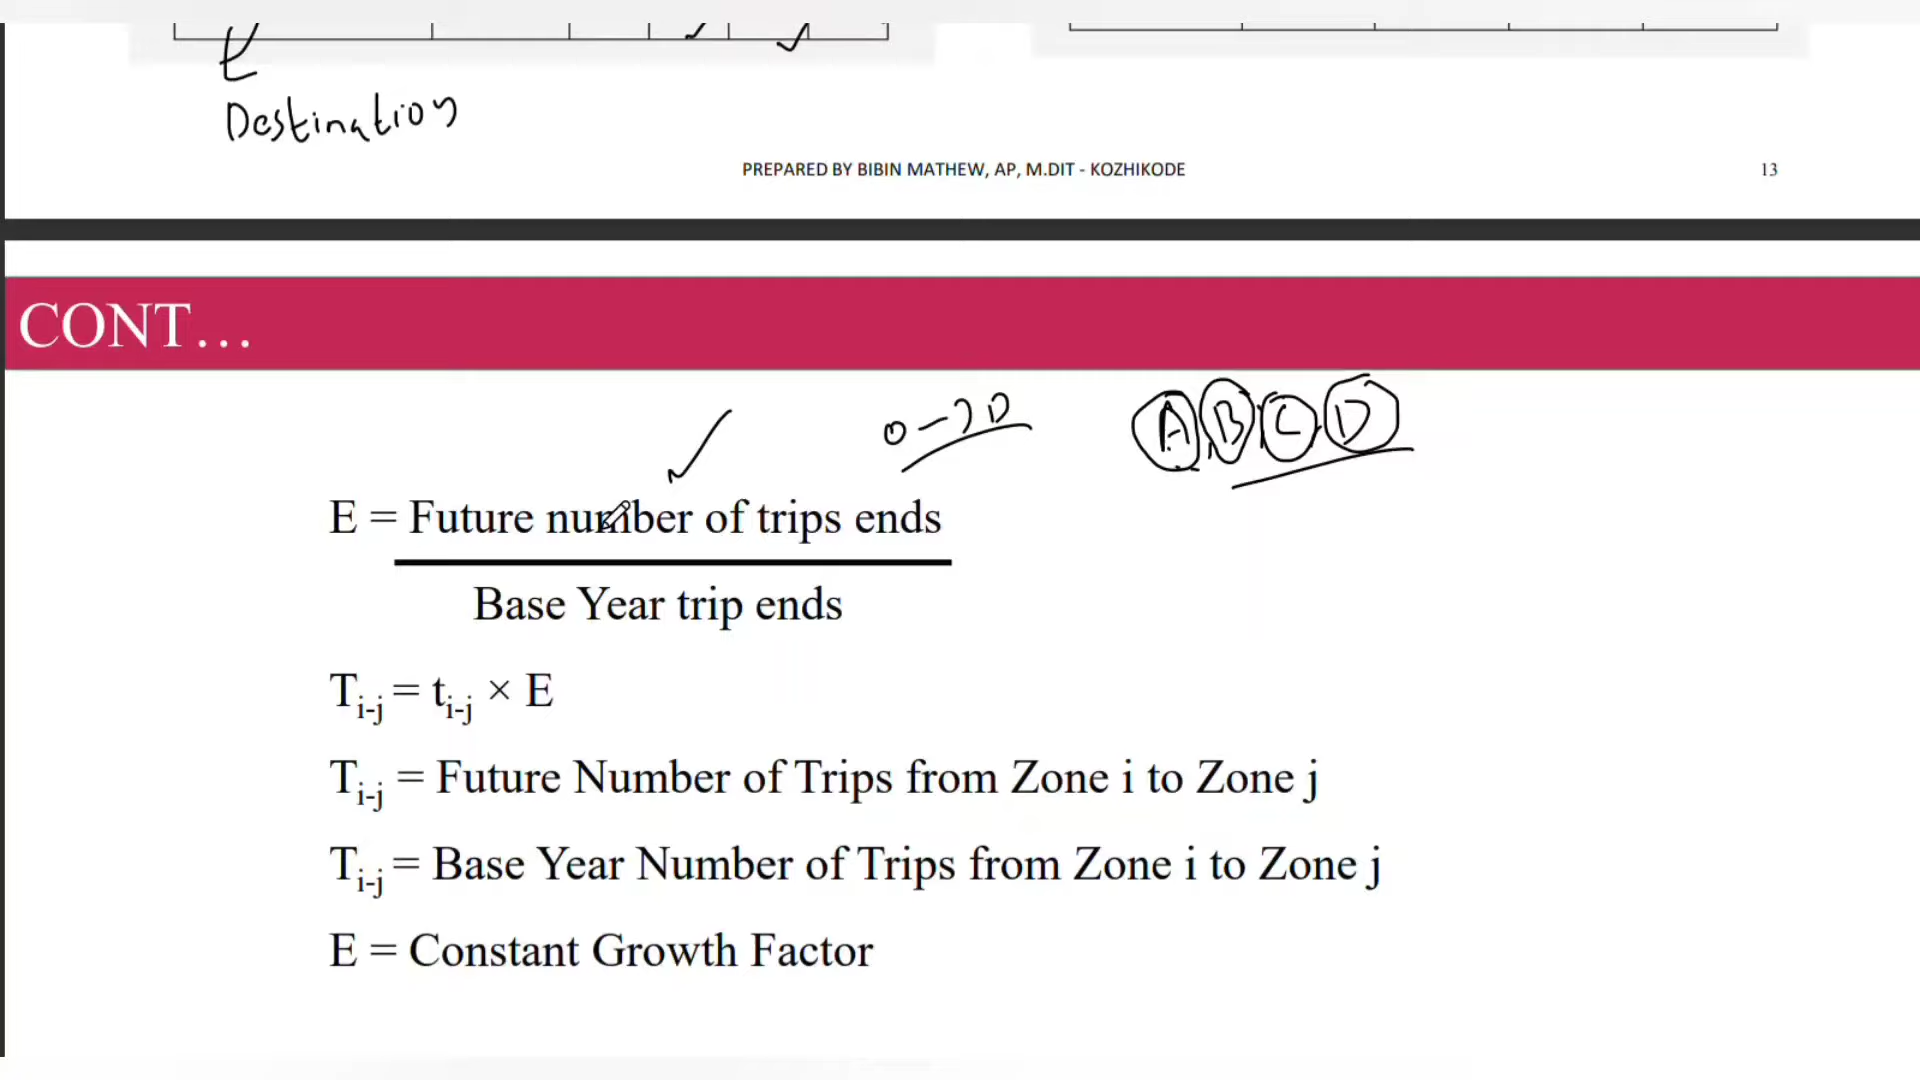 Destination
PREPARED BY BIBIN MATHEW, AP, M.DIT - KOZHIKODE 13
CONT...
O-D A B C D
E = Future number of trips ends
Base Year trip ends
Ti-j = ti-j × E
Ti-j = Future Number of Trips from Zone i to Zone j
Ti-j = Base Year Number of Trips from Zone i to Zone j
E = Constant Growth Factor